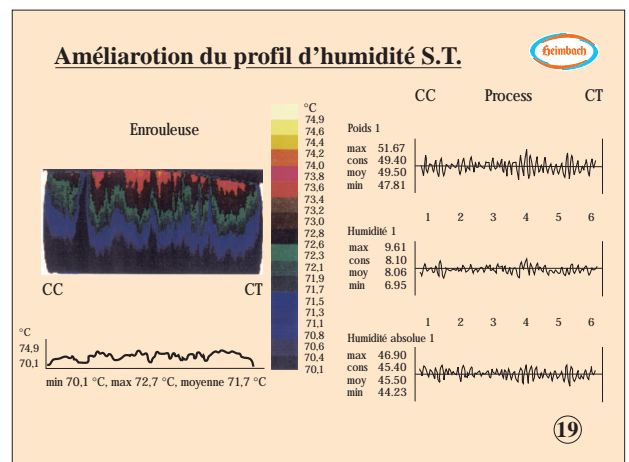 Améliarotion du profil d'humidité S.T.
Heimbach
CC Process CT
Enrouleuse
°C
74,9
74,6
74,4
74,2
74,0
73,8
73,6
73,4
73,2
73,0
72,8
72,6
72,3
72,1
71,9
71,7
71,5
71,3
71,1
70,8
70,6
70,4
70,1
CC CT
°C
74,9
70,1
min 70,1 °C, max 72,7 °C, moyenne 71,7 °C
Poids 1
max 51.67
cons 49.40
moy 49.50
min 47.81
1 2 3 4 5 6
Humidité 1
max 9.61
cons 8.10
moy 8.06
min 6.95
1 2 3 4 5 6
Humidité absolue 1
max 46.90
cons 45.40
moy 45.50
min 44.23
19